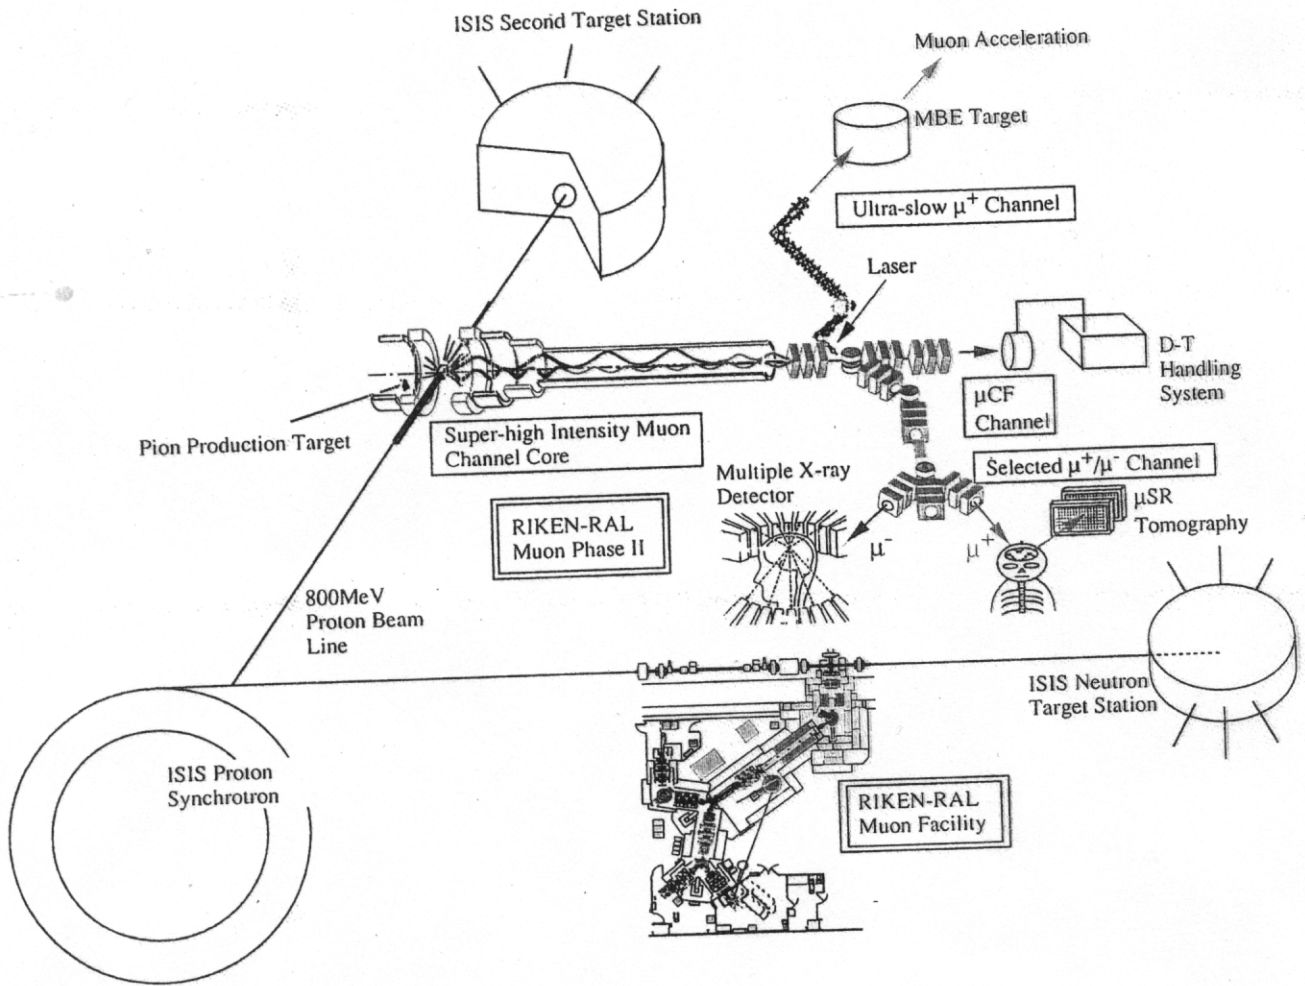 ISIS Second Target Station
Muon Acceleration
MBE Target
Ultra-slow μ+ Channel
Laser
D-T
Handling
System
μCF
Channel
Pion Production Target
Super-high Intensity Muon
Channel Core
Selected μ+/μ- Channel
Multiple X-ray
Detector
μSR
Tomography
RIKEN-RAL
Muon Phase II
μ-
μ+
800MeV
Proton Beam
Line
ISIS Neutron
Target Station
ISIS Proton
Synchrotron
RIKEN-RAL
Muon Facility